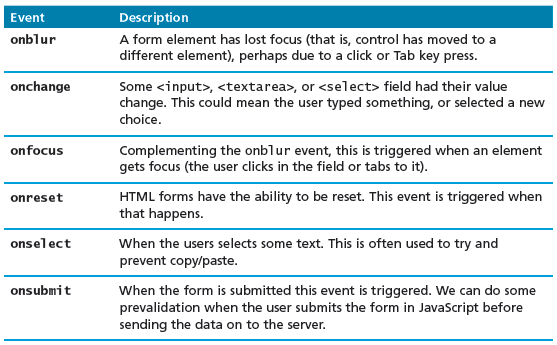 Event Description
onblur A form element has lost focus (that is, control has moved to a
different element), perhaps due to a click or Tab key press.
onchange Some <input>, <textarea>, or <select> field had their value
change. This could mean the user typed something, or selected a new
choice.
onfocus Complementing the onblur event, this is triggered when an element
gets focus (the user clicks in the field or tabs to it).
onreset HTML forms have the ability to be reset. This event is triggered when
that happens.
onselect When the users selects some text. This is often used to try and
prevent copy/paste.
onsubmit When the form is submitted this event is triggered. We can do some
prevalidation when the user submits the form in JavaScript before
sending the data on to the server.